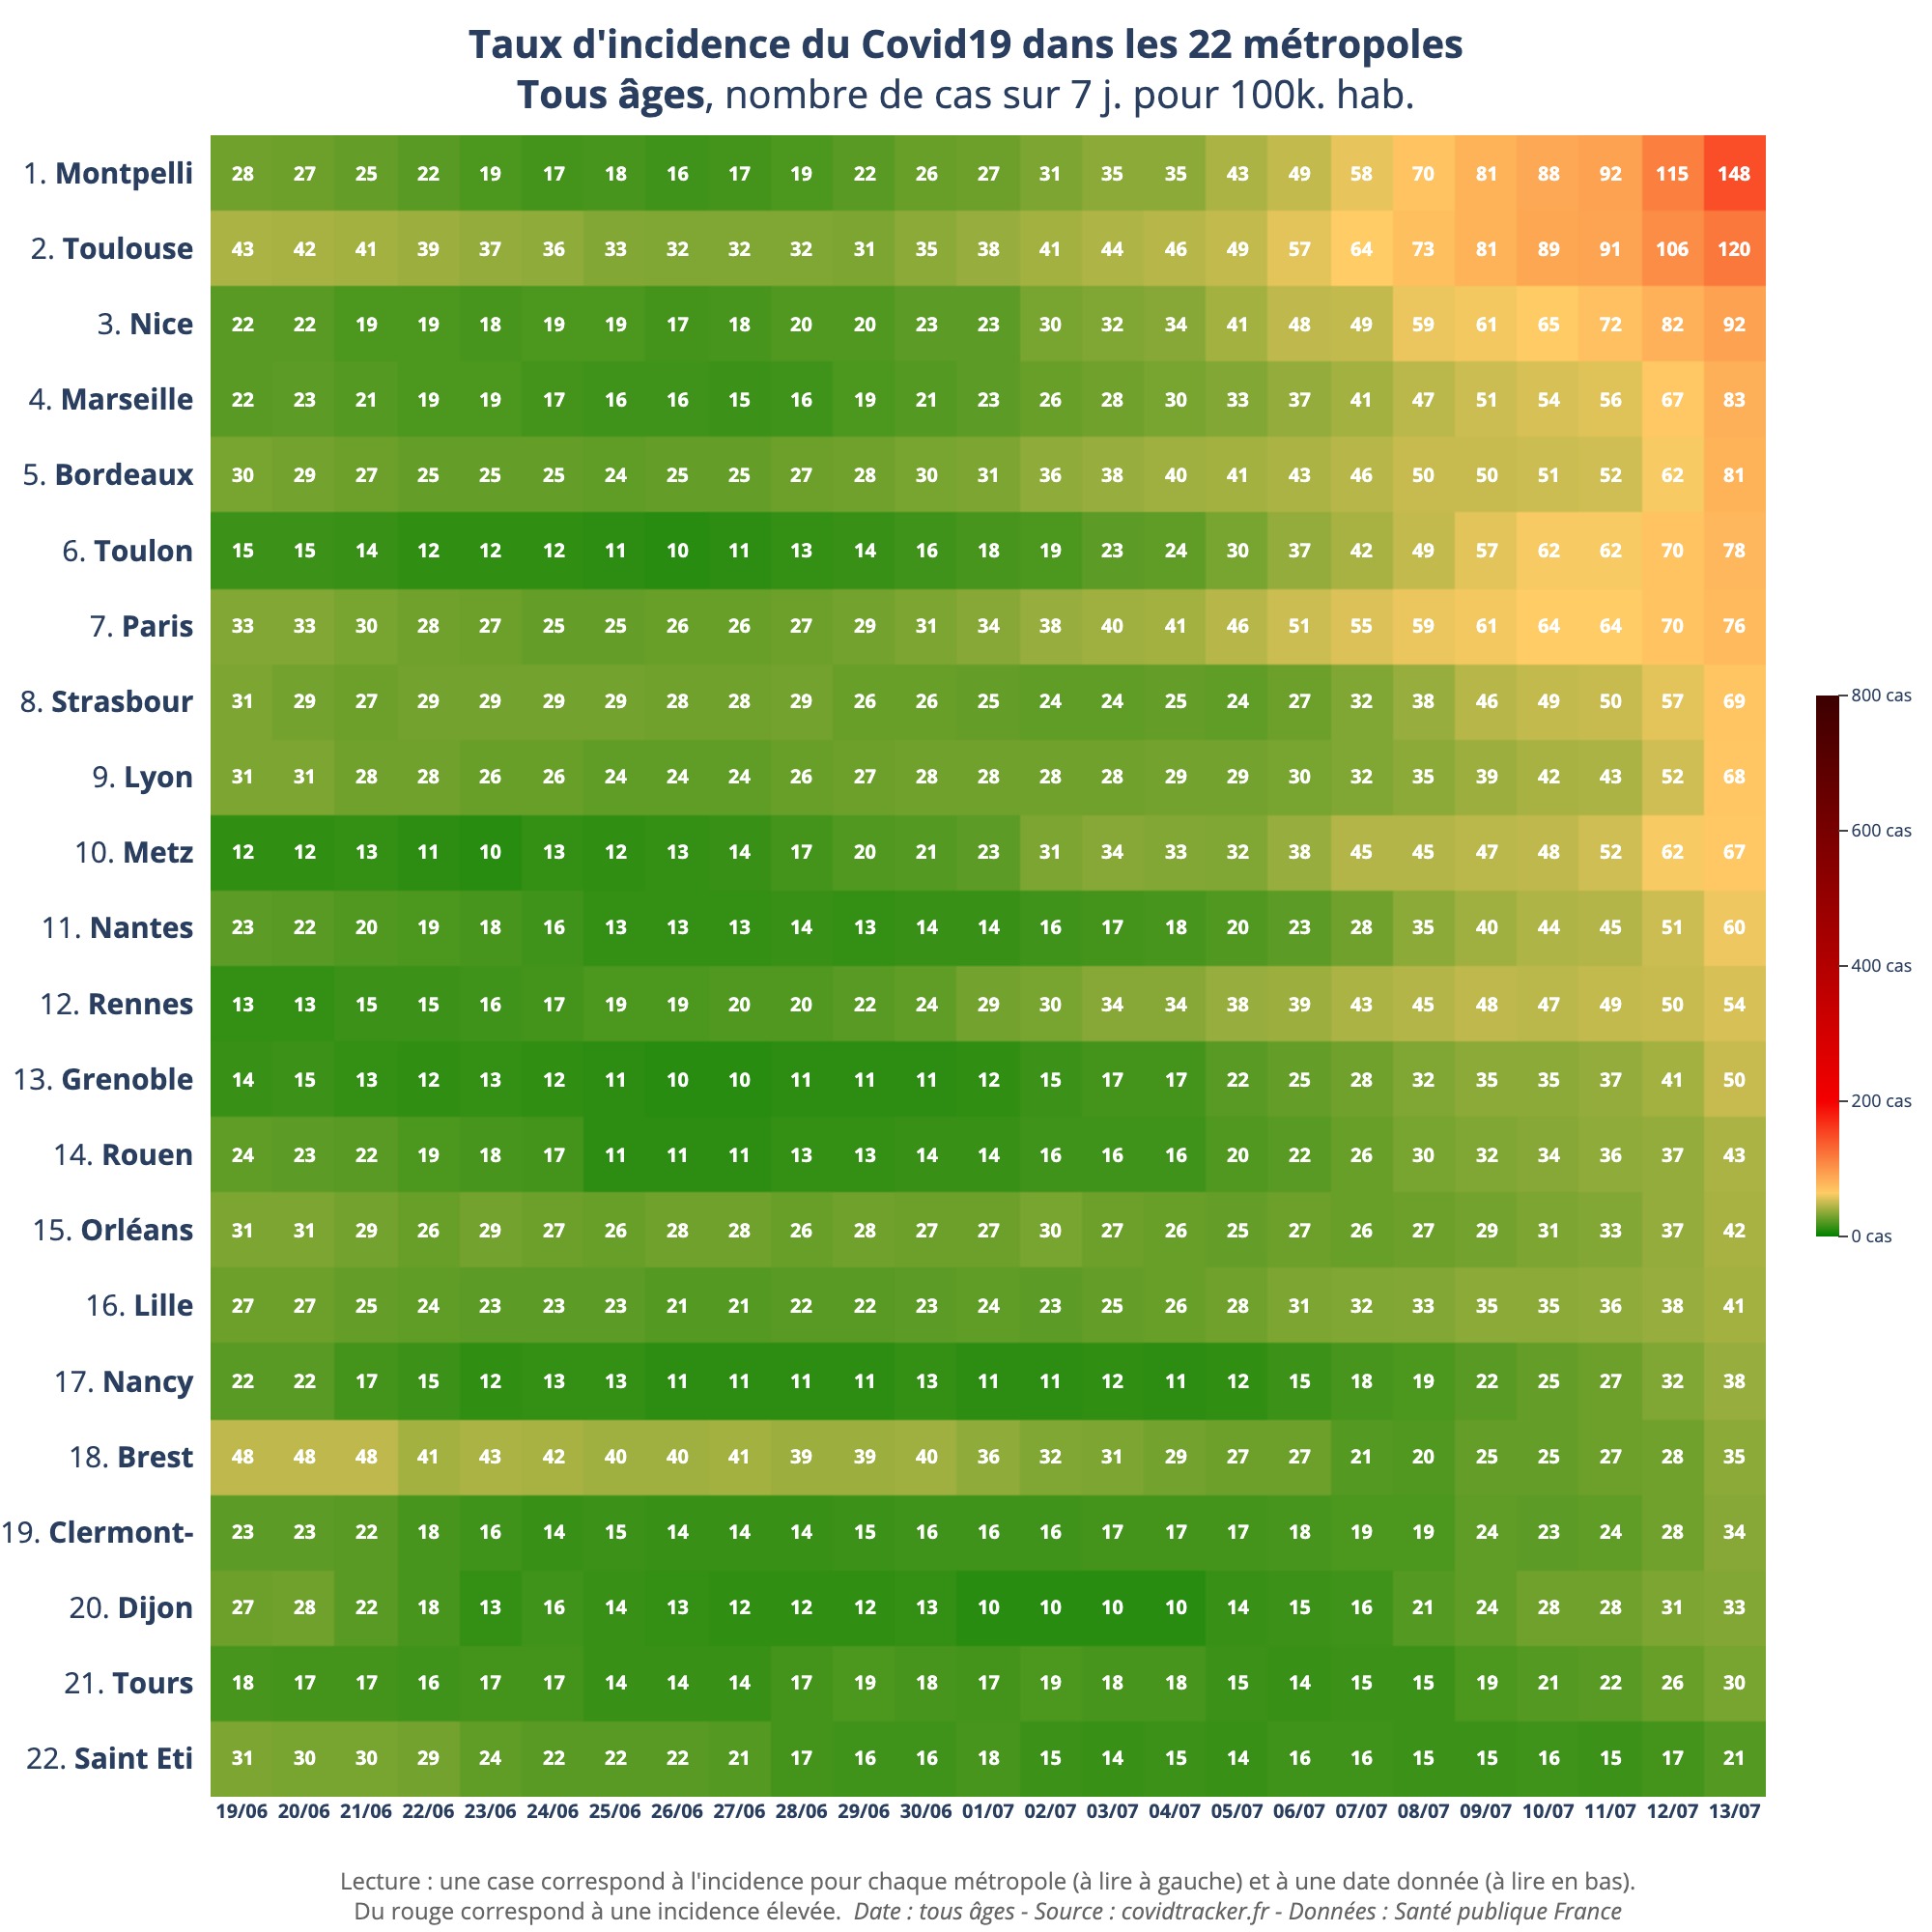 Taux d'incidence du Covid19 dans les 22 métropoles
Tous âges, nombre de cas sur 7 j. pour 100k. hab.
1. Montpelli 28 27 25 22 19 17 18 16 17 19 22 26 27 31 35 35 43 49 58 70 81 88 92 115 148
2. Toulouse 43 42 41 39 37 36 33 32 32 32 31 35 38 41 44 46 49 57 64 73 81 89 91 106 120
3. Nice 22 22 19 19 18 19 19 17 18 20 20 23 23 30 32 34 41 48 49 59 61 65 72 82 92
4. Marseille 22 23 21 19 19 17 16 16 15 16 19 21 23 26 28 30 33 37 41 47 51 54 56 67 83
5. Bordeaux 30 29 27 25 25 25 24 25 25 27 28 30 31 36 38 40 41 43 46 50 50 51 52 62 81
6. Toulon 15 15 14 12 12 12 11 10 11 13 14 16 18 19 23 24 30 37 42 49 57 62 62 70 78
7. Paris 33 33 30 28 27 25 25 26 26 27 29 31 34 38 40 41 46 51 55 59 61 64 64 70 76
8. Strasbour 31 29 27 29 29 29 29 28 28 29 26 26 25 24 24 25 24 27 32 38 46 49 50 57 69
9. Lyon 31 31 28 28 26 26 24 24 24 26 27 28 28 28 28 29 29 30 32 35 39 42 43 52 68
10. Metz 12 12 13 11 10 13 12 13 14 17 20 21 23 31 34 33 32 38 45 45 47 48 52 62 67
11. Nantes 23 22 20 19 18 16 13 13 13 14 13 14 14 16 17 18 20 23 28 35 40 44 45 51 60
12. Rennes 13 13 15 15 16 17 19 19 20 20 22 24 29 30 34 34 38 39 43 45 48 47 49 50 54
13. Grenoble 14 15 13 12 13 12 11 10 10 11 11 11 12 15 17 17 22 25 28 32 35 35 37 41 50
14. Rouen 24 23 22 19 18 17 11 11 11 13 13 14 14 16 16 16 20 22 26 30 32 34 36 37 43
15. Orléans 31 31 29 26 29 27 26 28 28 26 28 27 27 30 27 26 25 27 26 27 29 31 33 37 42
16. Lille 27 27 25 24 23 23 23 21 21 22 22 23 24 23 25 26 28 31 32 33 35 35 36 38 41
17. Nancy 22 22 17 15 12 13 13 11 11 11 11 13 11 11 12 11 12 15 18 19 22 25 27 32 38
18. Brest 48 48 48 41 43 42 40 40 41 39 39 40 36 32 31 29 27 27 21 20 25 25 27 28 35
19. Clermont- 23 23 22 18 16 14 15 14 14 14 15 16 16 16 17 17 17 18 19 19 24 23 24 28 34
20. Dijon 27 28 22 18 13 16 14 13 12 12 12 13 10 10 10 10 14 15 16 21 24 28 28 31 33
21. Tours 18 17 17 16 17 17 14 14 14 17 19 18 17 19 18 18 15 14 15 15 19 21 22 26 30
22. Saint Eti 31 30 30 29 24 22 22 22 21 17 16 16 18 15 14 15 14 16 16 15 15 16 15 17 21
19/06 20/06 21/06 22/06 23/06 24/06 25/06 26/06 27/06 28/06 29/06 30/06 01/07 02/07 03/07 04/07 05/07 06/07 07/07 08/07 09/07 10/07 11/07 12/07 13/07
800 cas
600 cas
400 cas
200 cas
0 cas
Lecture : une case correspond à l'incidence pour chaque métropole (à lire à gauche) et à une date donnée (à lire en bas).
Du rouge correspond à une incidence élevée. Date : tous âges - Source : covidtracker.fr - Données : Santé publique France